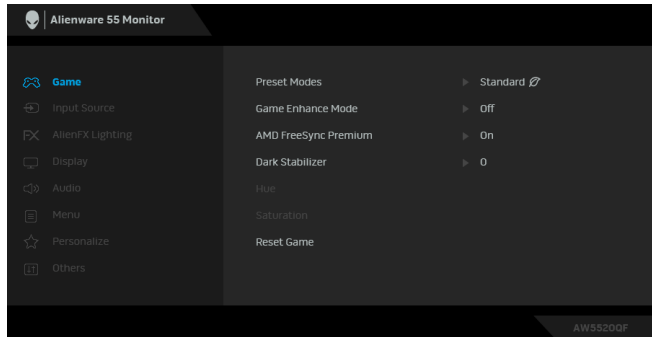 Alienware 55 Monitor
Game
Preset Modes
Standard
Input Source
Game Enhance Mode
Off
AlienFX Lighting
AMD FreeSync Premium
On
Display
Dark Stabilizer
0
Audio
Hue
Menu
Saturation
Personalize
Reset Game
Others
AW5520QF